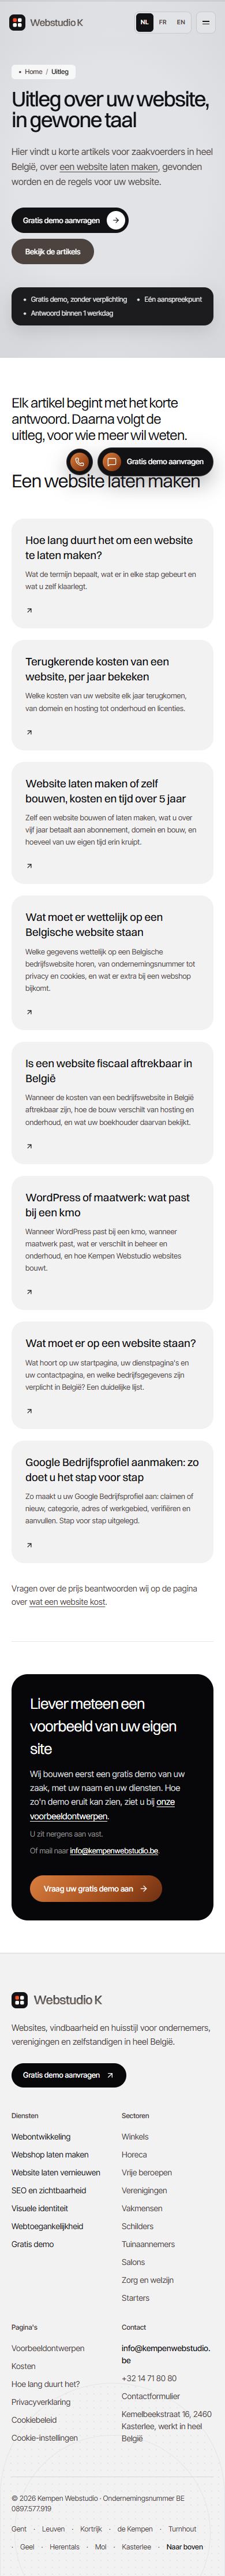 Webstudio K
NL FR EN
• Home / Uitleg
Uitleg over uw website,
in gewone taal
Hier vindt u korte artikels voor zaakvoerders in heel
België, over een website laten maken, gevonden
worden en de regels voor uw website.
Gratis demo aanvragen
Bekijk de artikels
• Gratis demo, zonder verplichting • Eén aanspreekpunt
• Antwoord binnen 1 werkdag
Elk artikel begint met het korte
antwoord. Daarna volgt de
uitleg, voor wie meer wil weten.
Gratis demo aanvragen
Een website laten maken
Hoe lang duurt het om een website
te laten maken?
Wat de termijn bepaalt, wat er in elke stap gebeurt en
wat u zelf klaarlegt.
Terugkerende kosten van een
website, per jaar bekeken
Welke kosten van uw website elk jaar terugkomen,
van domein en hosting tot onderhoud en licenties.
Website laten maken of zelf
bouwen, kosten en tijd over 5 jaar
Zelf een website bouwen of laten maken, wat u over
vijf jaar betaalt aan abonnement, domein en bouw, en
hoeveel van uw eigen tijd erin kruipt.
Wat moet er wettelijk op een
Belgische website staan
Welke gegevens wettelijk op een Belgische
bedrijfswebsite horen, van ondernemingsnummer tot
privacy en cookies, en wat er extra bij een webshop
bijkomt.
Is een website fiscaal aftrekbaar in
België
Wanneer de kosten van een bedrijfswebsite in België
aftrekbaar zijn, hoe de bouw verschilt van hosting en
onderhoud, en wat uw boekhouder daarvan bekijkt.
WordPress of maatwerk: wat past
bij een kmo
Wanneer WordPress past bij een kmo, wanneer
maatwerk past, wat er verschilt in beheer en
onderhoud, en hoe Kempen Webstudio websites
bouwt.
Wat moet er op een website staan?
Wat hoort op uw startpagina, uw dienstpagina's en
uw contactpagina, en welke bedrijfsgegevens zijn
verplicht in België? Een duidelijke lijst.
Google Bedrijfsprofiel aanmaken: zo
doet u het stap voor stap
Zo maakt u uw Google Bedrijfsprofiel aan: claimen of
nieuw, categorie, adres of werkgebied, verifiëren en
aanvullen. Stap voor stap uitgelegd.
Vragen over de prijs beantwoorden wij op de pagina
over wat een website kost.
Liever meteen een
voorbeeld van uw eigen
site
Wij bouwen eerst een gratis demo van uw
zaak, met uw naam en uw diensten. Hoe
zo'n demo eruit kan zien, ziet u bij onze
voorbeeldontwerpen.
U zit nergens aan vast.
Of mail naar info@kempenwebstudio.be.
Vraag uw gratis demo aan
Webstudio K
Websites, vindbaarheid en huisstijl voor ondernemers,
verenigingen en zelfstandigen in heel België.
Gratis demo aanvragen
Diensten
Webontwikkeling
Webshop laten maken
Website laten vernieuwen
SEO en zichtbaarheid
Visuele identiteit
Webtoegankelijkheid
Gratis demo
Sectoren
Winkels
Horeca
Vrije beroepen
Verenigingen
Vakmensen
Schilders
Tuinaannemers
Salons
Zorg en welzijn
Starters
Pagina's
Voorbeeldontwerpen
Kosten
Hoe lang duurt het?
Privacyverklaring
Cookiebeleid
Cookie-instellingen
Contact
info@kempenwebstudio.
be
+32 14 71 80 80
Contactformulier
Kemelbeekstraat 16, 2460
Kasterlee, werkt in heel
België
© 2026 Kempen Webstudio · Ondernemingsnummer BE
0897.577.919
Gent · Leuven · Kortrijk · de Kempen · Turnhout
· Geel · Herentals · Mol · Kasterlee · Naar boven